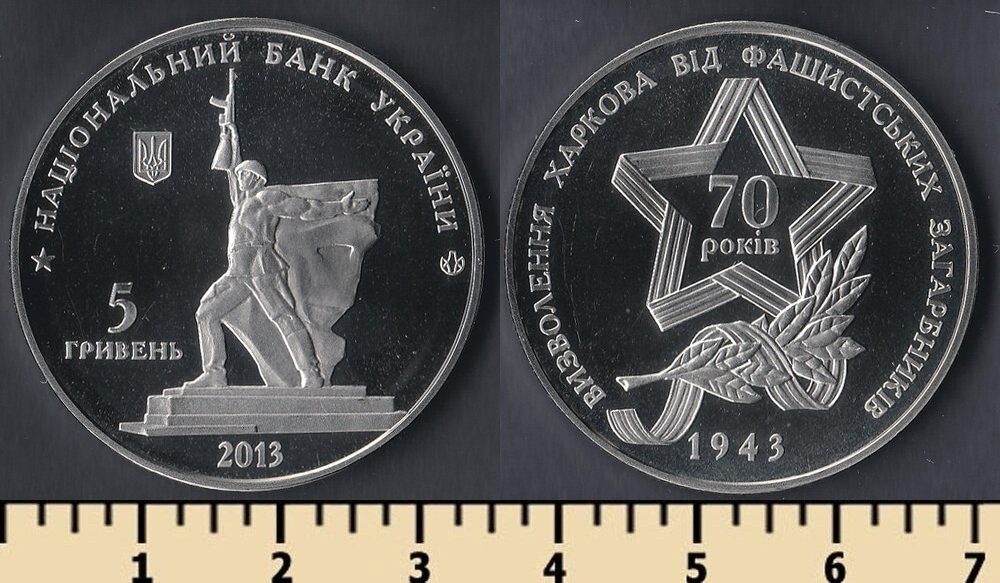 ★ НАЦІОНАЛЬНИЙ БАНК УКРАЇНИ
5
ГРИВЕНЬ
2013
ВИЗВОЛЕННЯ ХАРКОВА ВІД ФАШИСТСЬКИХ ЗАГАРБНИКІВ
70
років
1943
1 2 3 4 5 6 7